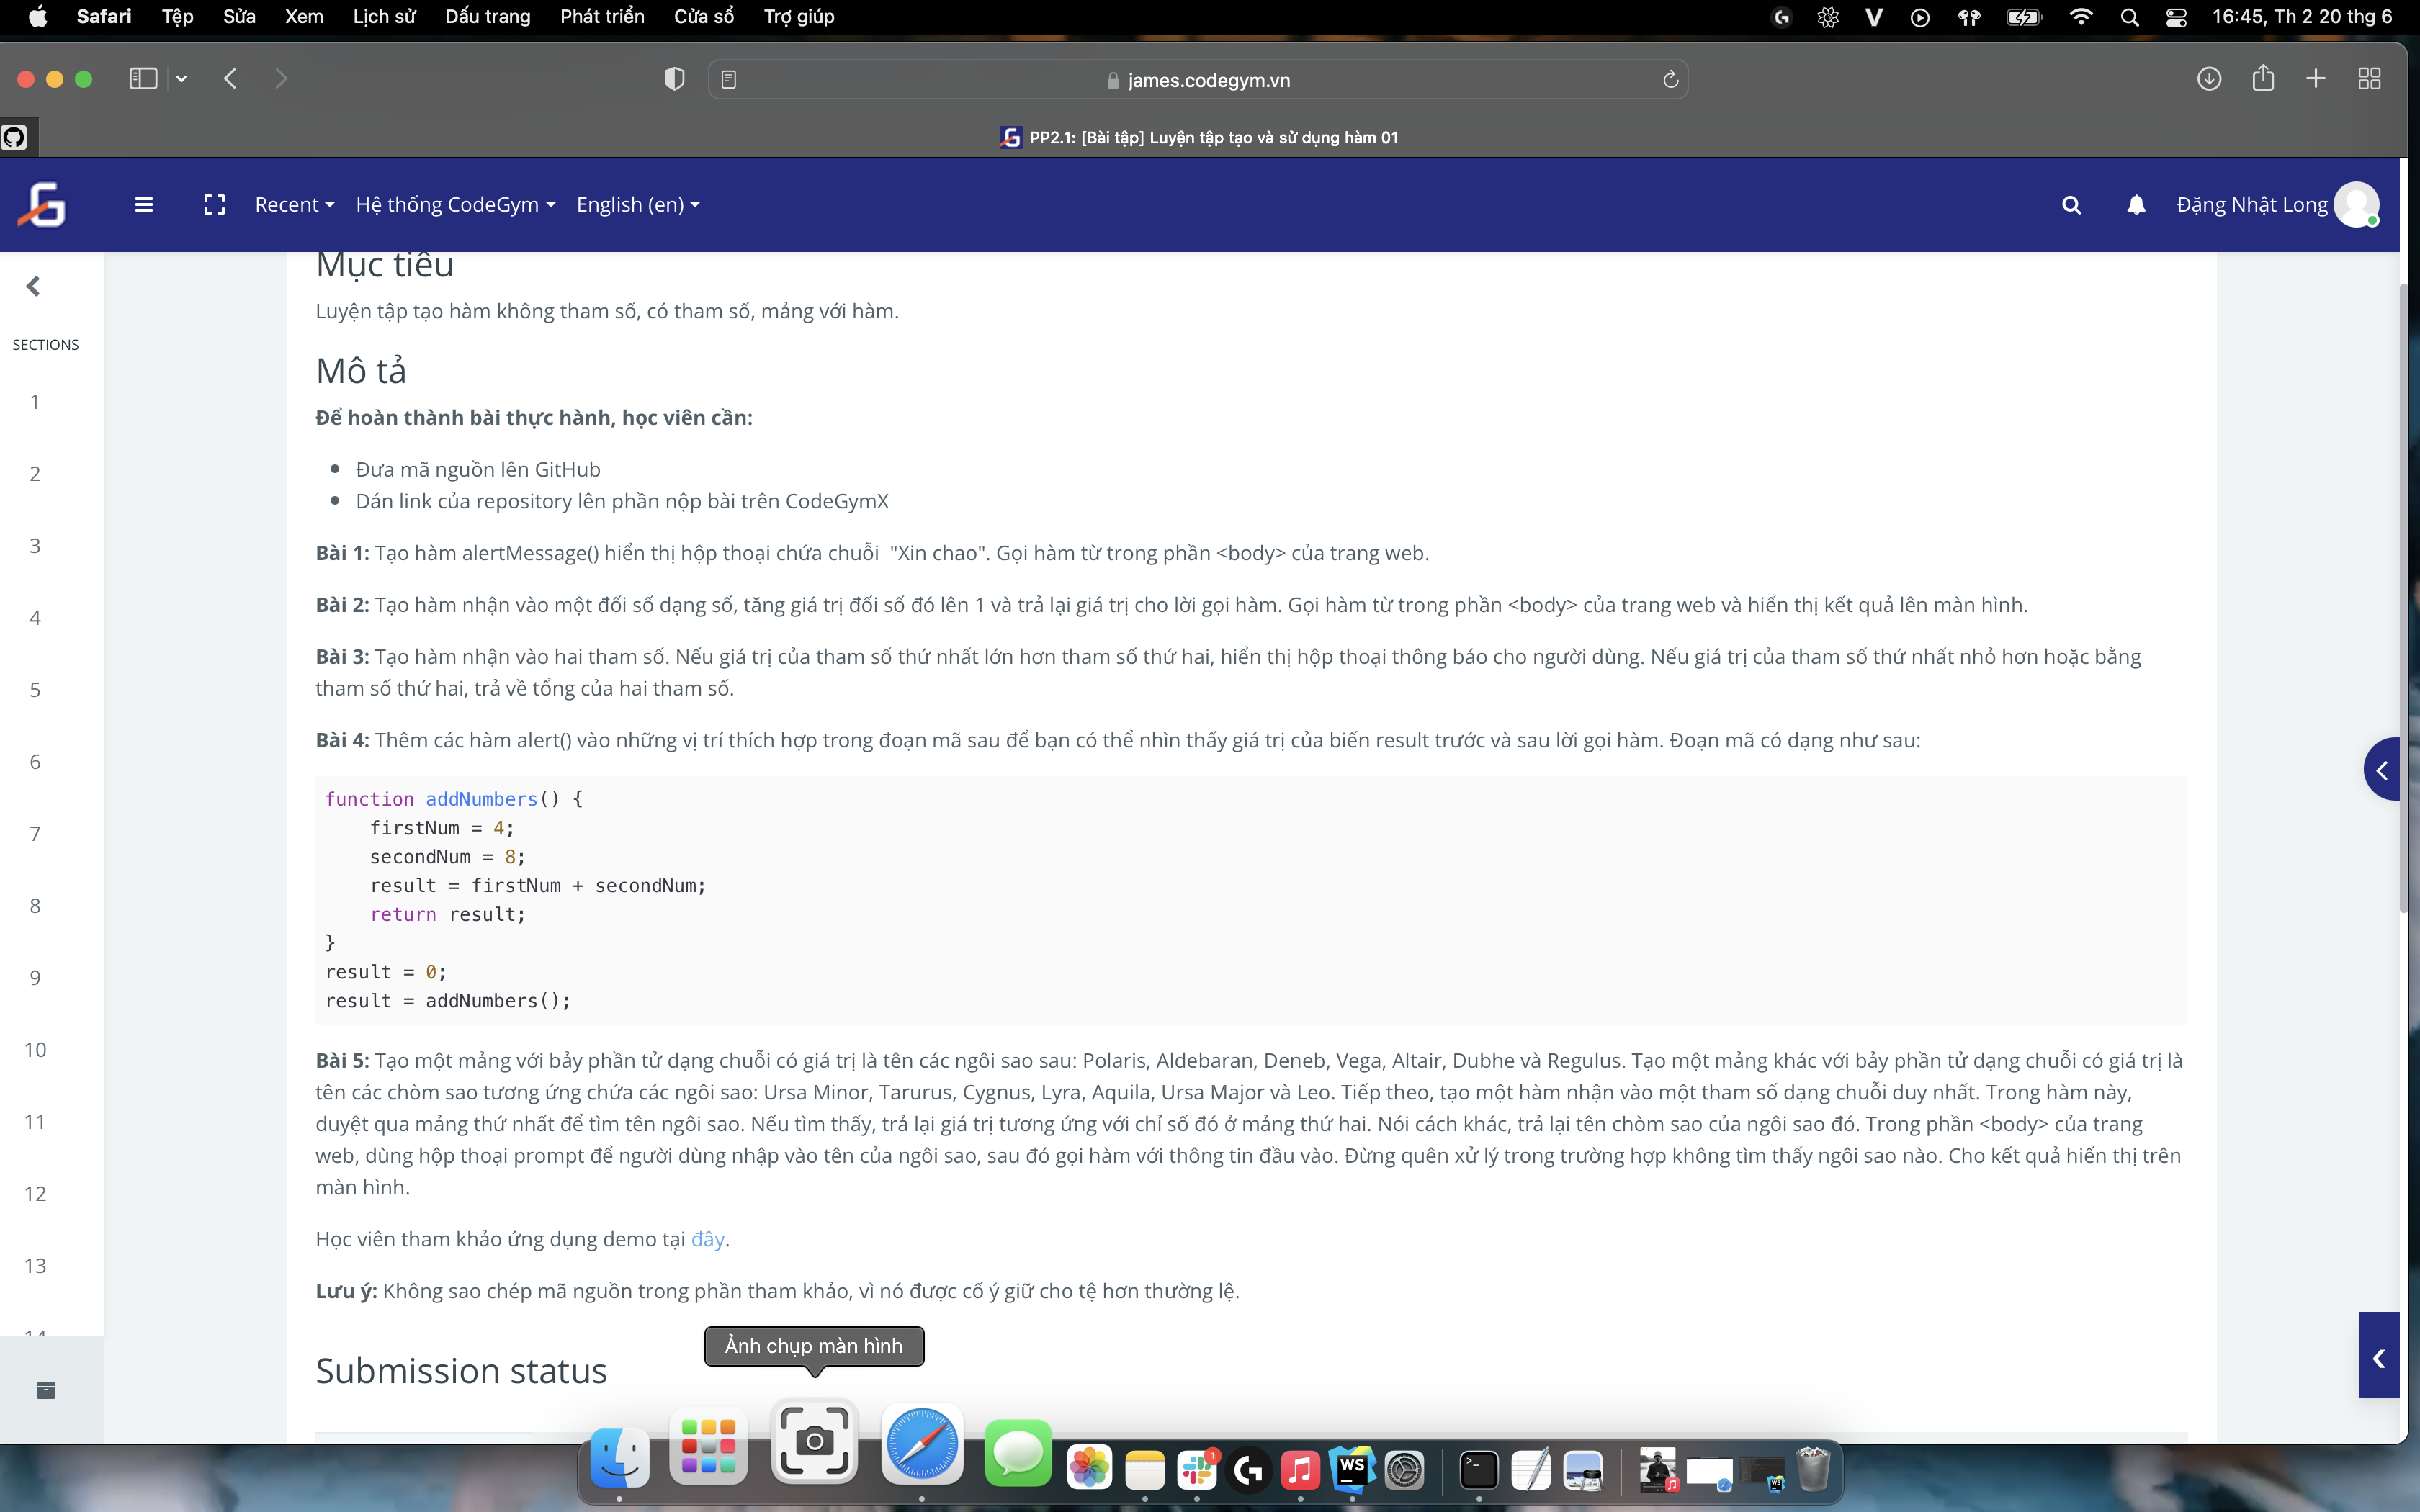 Safari Tệp Sửa Xem Lịch sử Dấu trang Phát triển Cửa sổ Trợ giúp 16:45, Th 2 20 thg 6
james.codegym.vn
PP2.1: [Bài tập] Luyện tập tạo và sử dụng hàm 01
Recent Hệ thống CodeGym English (en) Đặng Nhật Long
Mục tiêu
Luyện tập tạo hàm không tham số, có tham số, mảng với hàm.
SECTIONS
Mô tả
1
Để hoàn thành bài thực hành, học viên cần:
2
Đưa mã nguồn lên GitHub
Dán link của repository lên phần nộp bài trên CodeGymX
3
Bài 1: Tạo hàm alertMessage() hiển thị hộp thoại chứa chuỗi "Xin chao". Gọi hàm từ trong phần <body> của trang web.
4
Bài 2: Tạo hàm nhận vào một đối số dạng số, tăng giá trị đối số đó lên 1 và trả lại giá trị cho lời gọi hàm. Gọi hàm từ trong phần <body> của trang web và hiển thị kết quả lên màn hình.
Bài 3: Tạo hàm nhận vào hai tham số. Nếu giá trị của tham số thứ nhất lớn hơn tham số thứ hai, hiển thị hộp thoại thông báo cho người dùng. Nếu giá trị của tham số thứ nhất nhỏ hơn hoặc bằng
5
tham số thứ hai, trả về tổng của hai tham số.
Bài 4: Thêm các hàm alert() vào những vị trí thích hợp trong đoạn mã sau để bạn có thể nhìn thấy giá trị của biến result trước và sau lời gọi hàm. Đoạn mã có dạng như sau:
6
function addNumbers() {
firstNum = 4;
7
secondNum = 8;
result = firstNum + secondNum;
8
return result;
}
9
result = 0;
result = addNumbers();
10
Bài 5: Tạo một mảng với bảy phần tử dạng chuỗi có giá trị là tên các ngôi sao sau: Polaris, Aldebaran, Deneb, Vega, Altair, Dubhe và Regulus. Tạo một mảng khác với bảy phần tử dạng chuỗi có giá trị là
tên các chòm sao tương ứng chứa các ngôi sao: Ursa Minor, Tarurus, Cygnus, Lyra, Aquila, Ursa Major và Leo. Tiếp theo, tạo một hàm nhận vào một tham số dạng chuỗi duy nhất. Trong hàm này,
11
duyệt qua mảng thứ nhất để tìm tên ngôi sao. Nếu tìm thấy, trả lại giá trị tương ứng với chỉ số đó ở mảng thứ hai. Nói cách khác, trả lại tên chòm sao của ngôi sao đó. Trong phần <body> của trang
web, dùng hộp thoại prompt để người dùng nhập vào tên của ngôi sao, sau đó gọi hàm với thông tin đầu vào. Đừng quên xử lý trong trường hợp không tìm thấy ngôi sao nào. Cho kết quả hiển thị trên
12
màn hình.
Học viên tham khảo ứng dụng demo tại đây.
13
Lưu ý: Không sao chép mã nguồn trong phần tham khảo, vì nó được cố ý giữ cho tệ hơn thường lệ.
14
Ảnh chụp màn hình
Submission status
1
WS